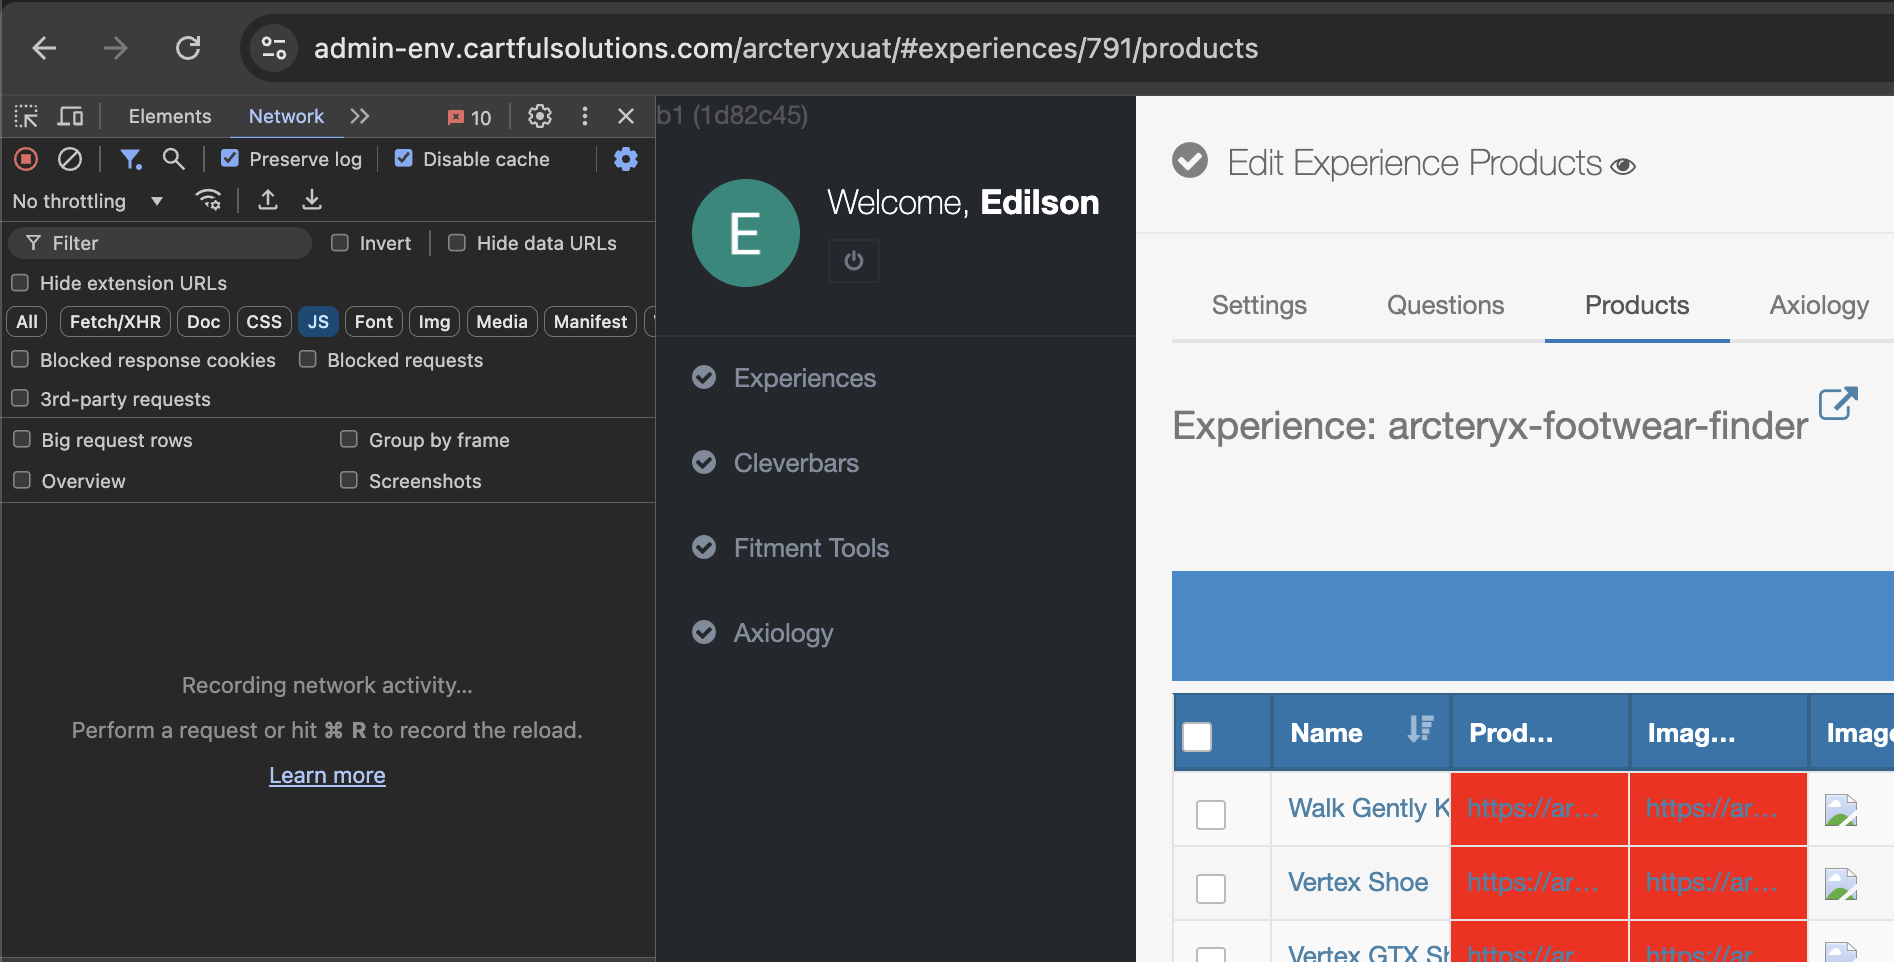 admin-env.cartfulsolutions.com/arcteryxuat/#experiences/791/products
Elements
Network
10
Preserve log
Disable cache
No throttling
Filter
Invert
Hide data URLs
Hide extension URLs
All
Fetch/XHR
Doc
CSS
JS
Font
Img
Media
Manifest
Blocked response cookies
Blocked requests
3rd-party requests
Big request rows
Group by frame
Overview
Screenshots
Recording network activity...
Perform a request or hit ⌘ R to record the reload.
Learn more
b1 (1d82c45)
E
Welcome, Edilson
Experiences
Cleverbars
Fitment Tools
Axiology
Edit Experience Products
Settings
Questions
Products
Axiology
Experience: arcteryx-footwear-finder
Name
Prod...
Imag...
Image
Walk Gently K
https://ar...
https://ar...
Vertex Shoe
https://ar...
https://ar...
Vertex GTX Sh
https://ar...
https://ar...